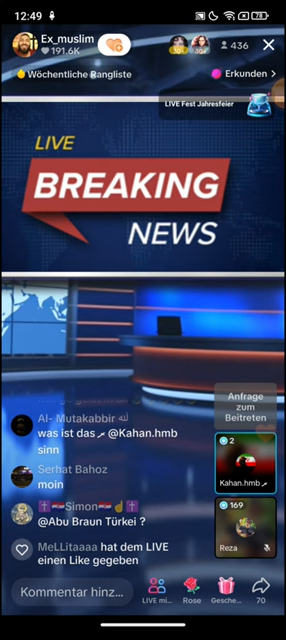 12:49
78
Ex_muslim
191.6K
436
Wöchentliche Rangliste
Erkunden >
LIVE Fest Jahresfeier
LIVE
BREAKING
NEWS
Anfrage
zum
Beitreten
Al- Mutakabbir
was ist das @Kahan.hmb
sinn
2
Kahan.hmb
Serhat Bahoz
moin
Simon
@Abu Braun Türkei ?
169
Reza
MeLLitaaaa hat dem LIVE
einen Like gegeben
Kommentar hinz...
LIVE mi...
Rose
Gesche...
70